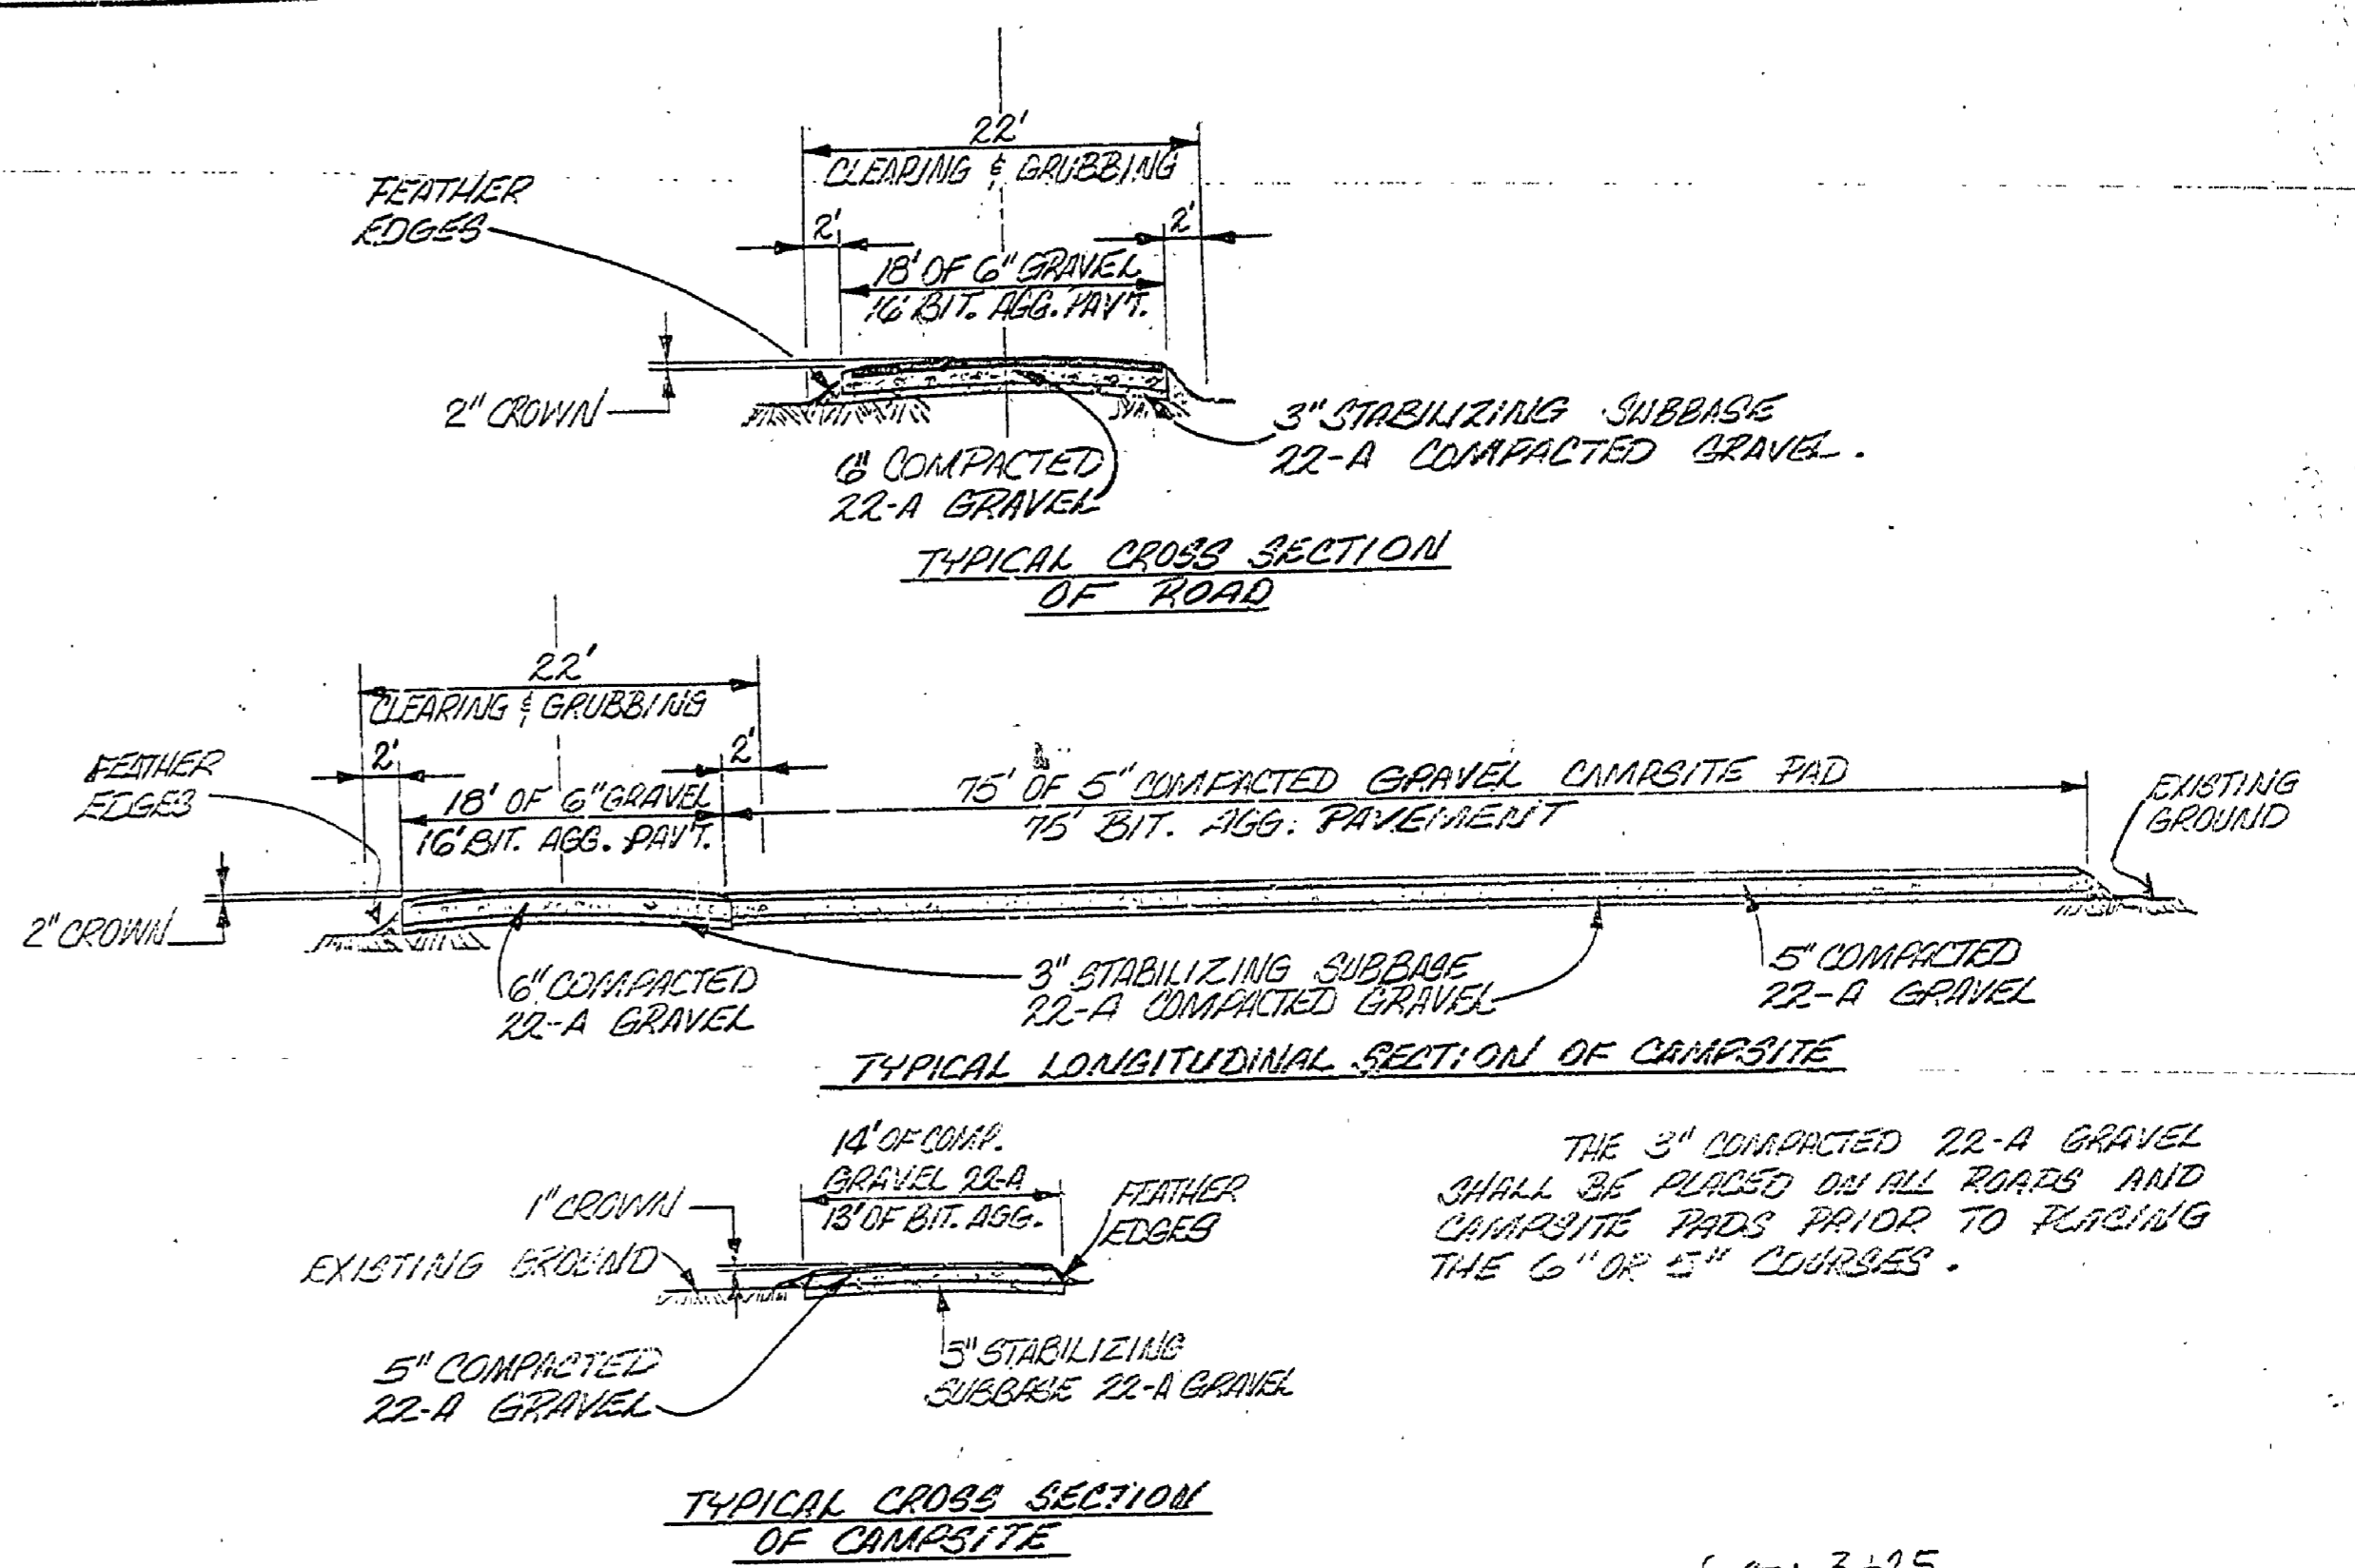 22'
CLEARING & GRUBBING
FEATHER
EDGES
2'
2'
18' OF 6" GRAVEL
16' BIT. AGG. PAV'T.
2" CROWN
3" STABILIZING SUBBASE
22-A COMPACTED GRAVEL.
6" COMPACTED
22-A GRAVEL
TYPICAL CROSS SECTION
OF ROAD
22'
CLEARING & GRUBBING
FEATHER
EDGES
2'
2'
18' OF 6" GRAVEL
16' BIT. AGG. PAV'T.
75' OF 5" COMPACTED GRAVEL CAMPSITE PAD
75' BIT. AGG. PAVEMENT
EXISTING
GROUND
2" CROWN
6" COMPACTED
22-A GRAVEL
3" STABILIZING SUBBASE
22-A COMPACTED GRAVEL
5" COMPACTED
22-A GRAVEL
TYPICAL LONGITUDINAL SECTION OF CAMPSITE
14' OF COMP.
GRAVEL 22-A
13' OF BIT. AGG.
1" CROWN
FEATHER
EDGES
EXISTING GROUND
5" COMPACTED
22-A GRAVEL
3" STABILIZING
SUBBASE 22-A GRAVEL
THE 3" COMPACTED 22-A GRAVEL
SHALL BE PLACED ON ALL ROADS AND
CAMPSITE PADS PRIOR TO PLACING
THE 6" OR 5" COURSES.
TYPICAL CROSS SECTION
OF CAMPSITE
3+25